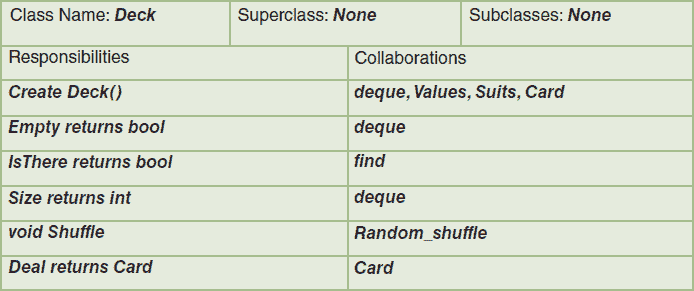 Class Name: Deck Superclass: None Subclasses: None
Responsibilities Collaborations
Create Deck() deque, Values, Suits, Card
Empty returns bool deque
IsThere returns bool find
Size returns int deque
void Shuffle Random_shuffle
Deal returns Card Card